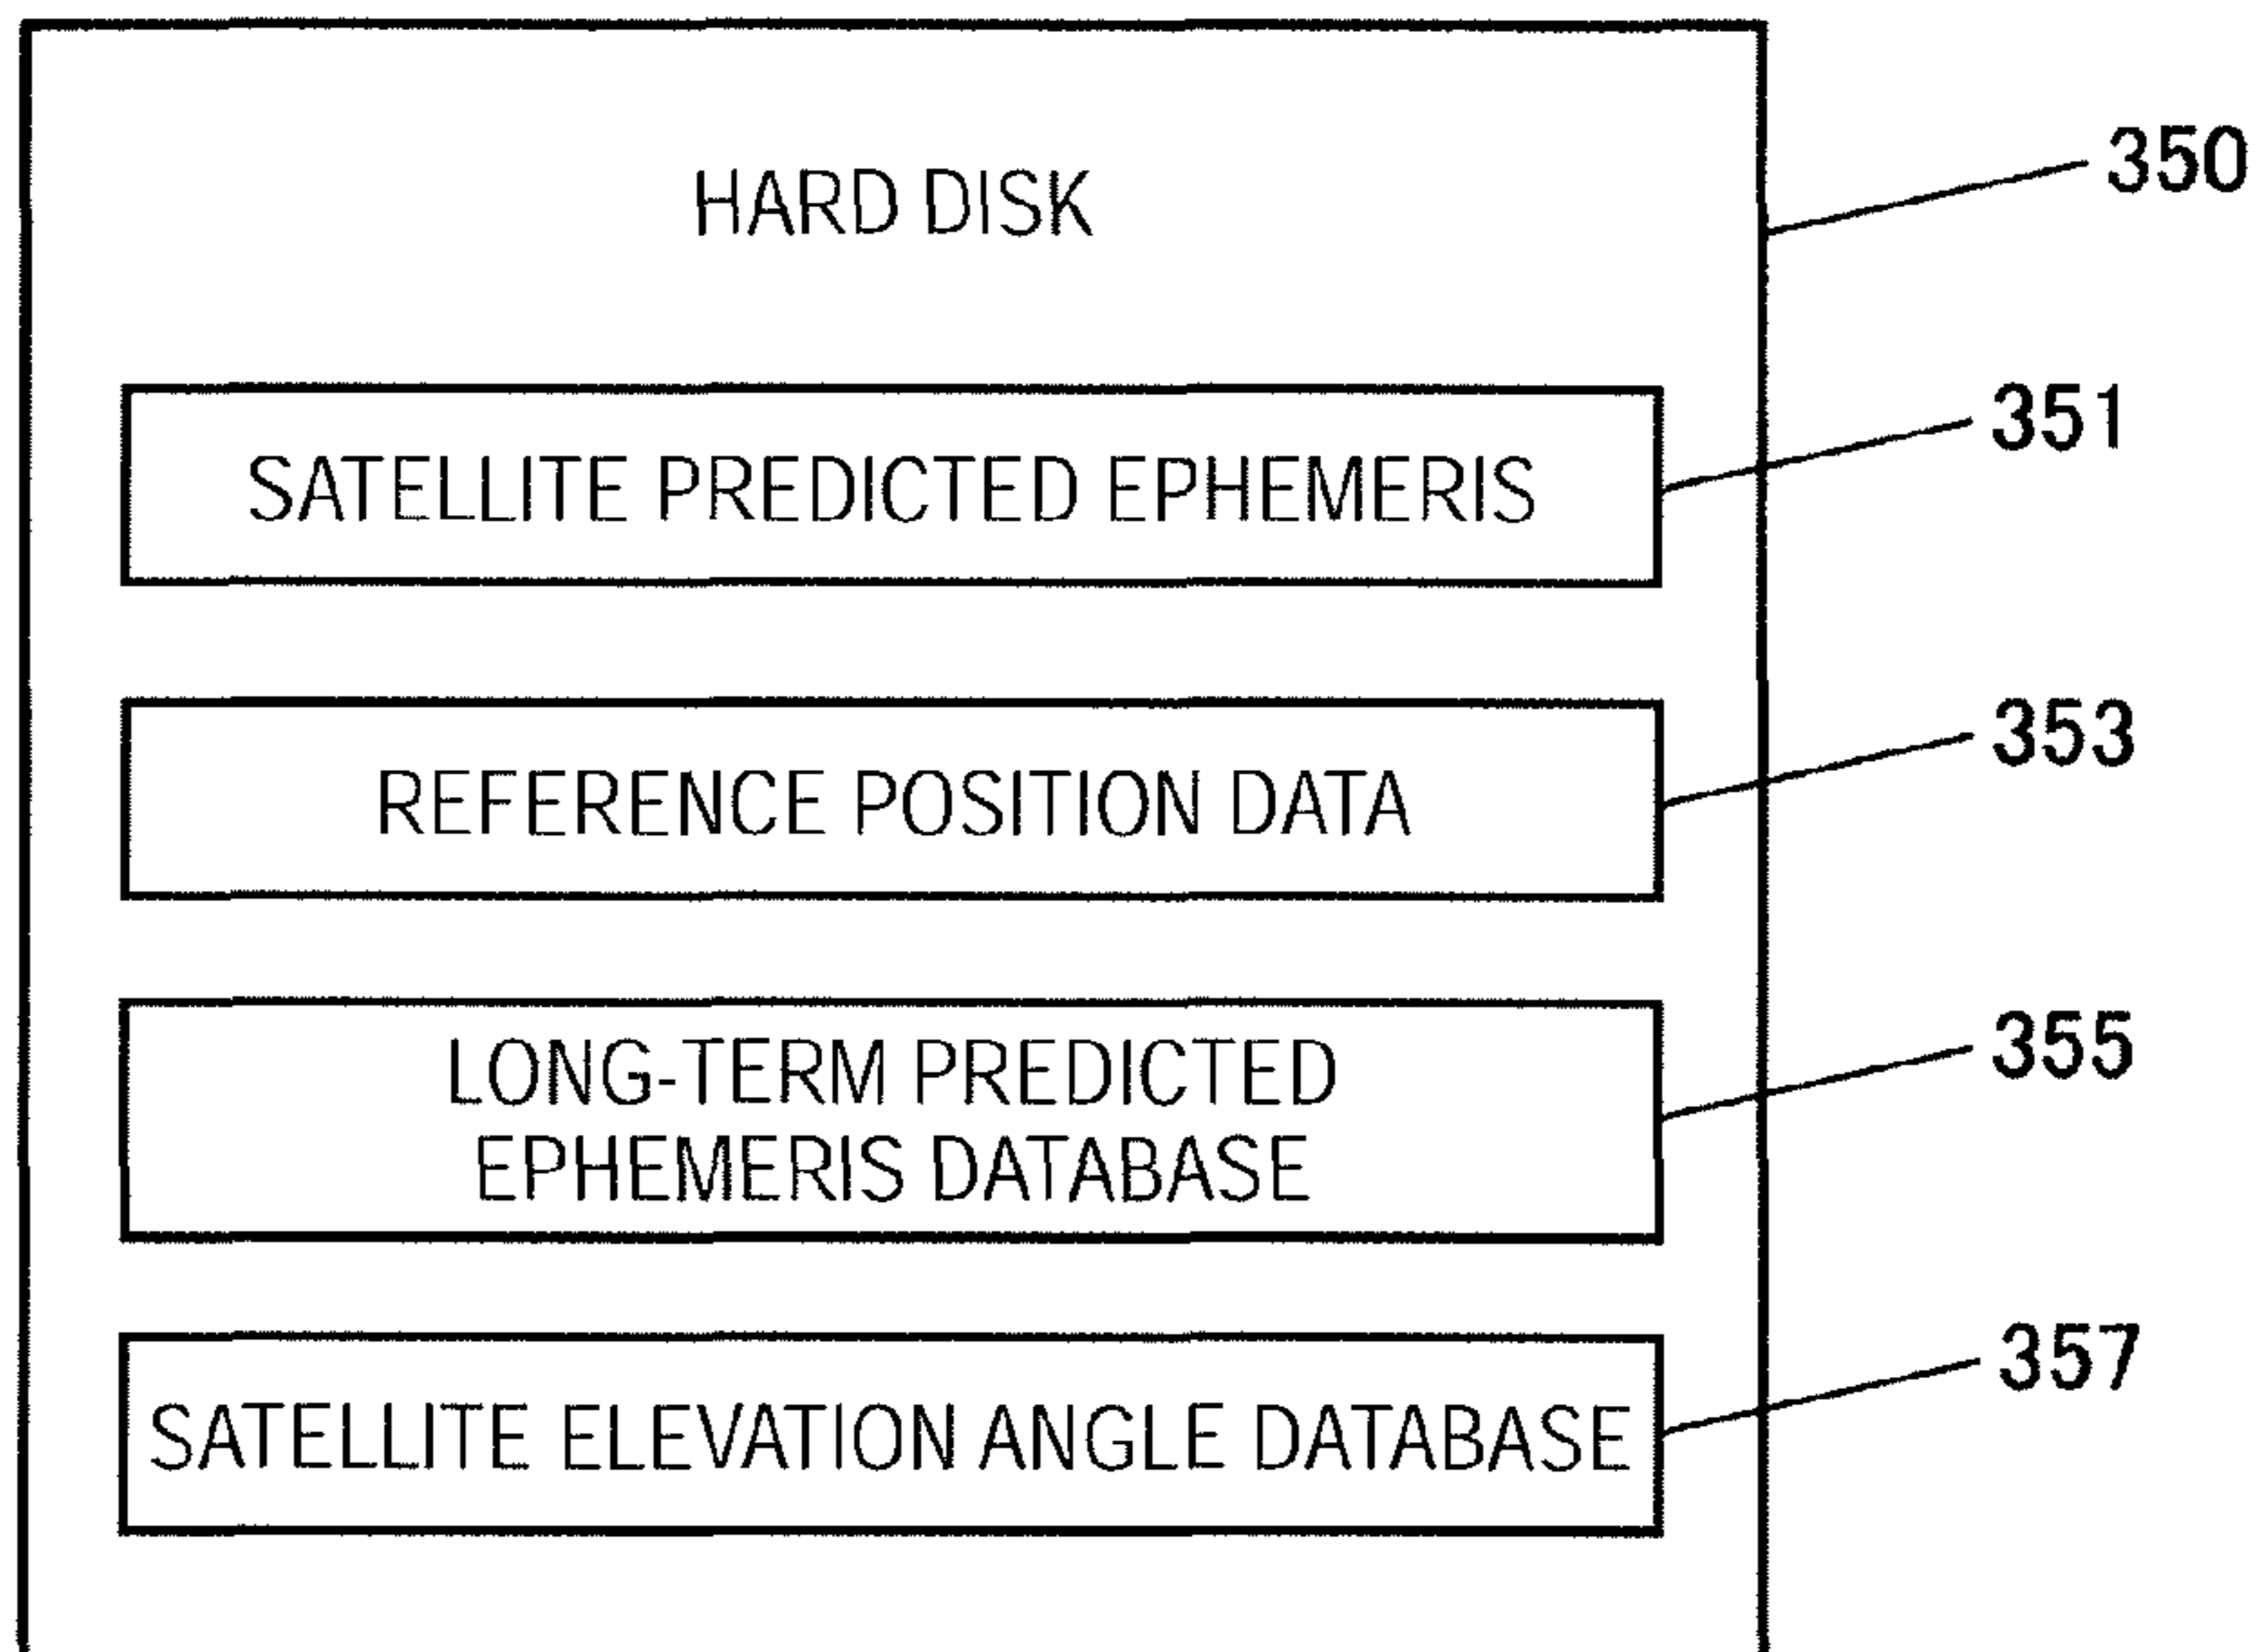 HARD DISK
350
SATELLITE PREDICTED EPHEMERIS
351
REFERENCE POSITION DATA
353
LONG-TERM PREDICTED
EPHEMERIS DATABASE
355
SATELLITE ELEVATION ANGLE DATABASE
357